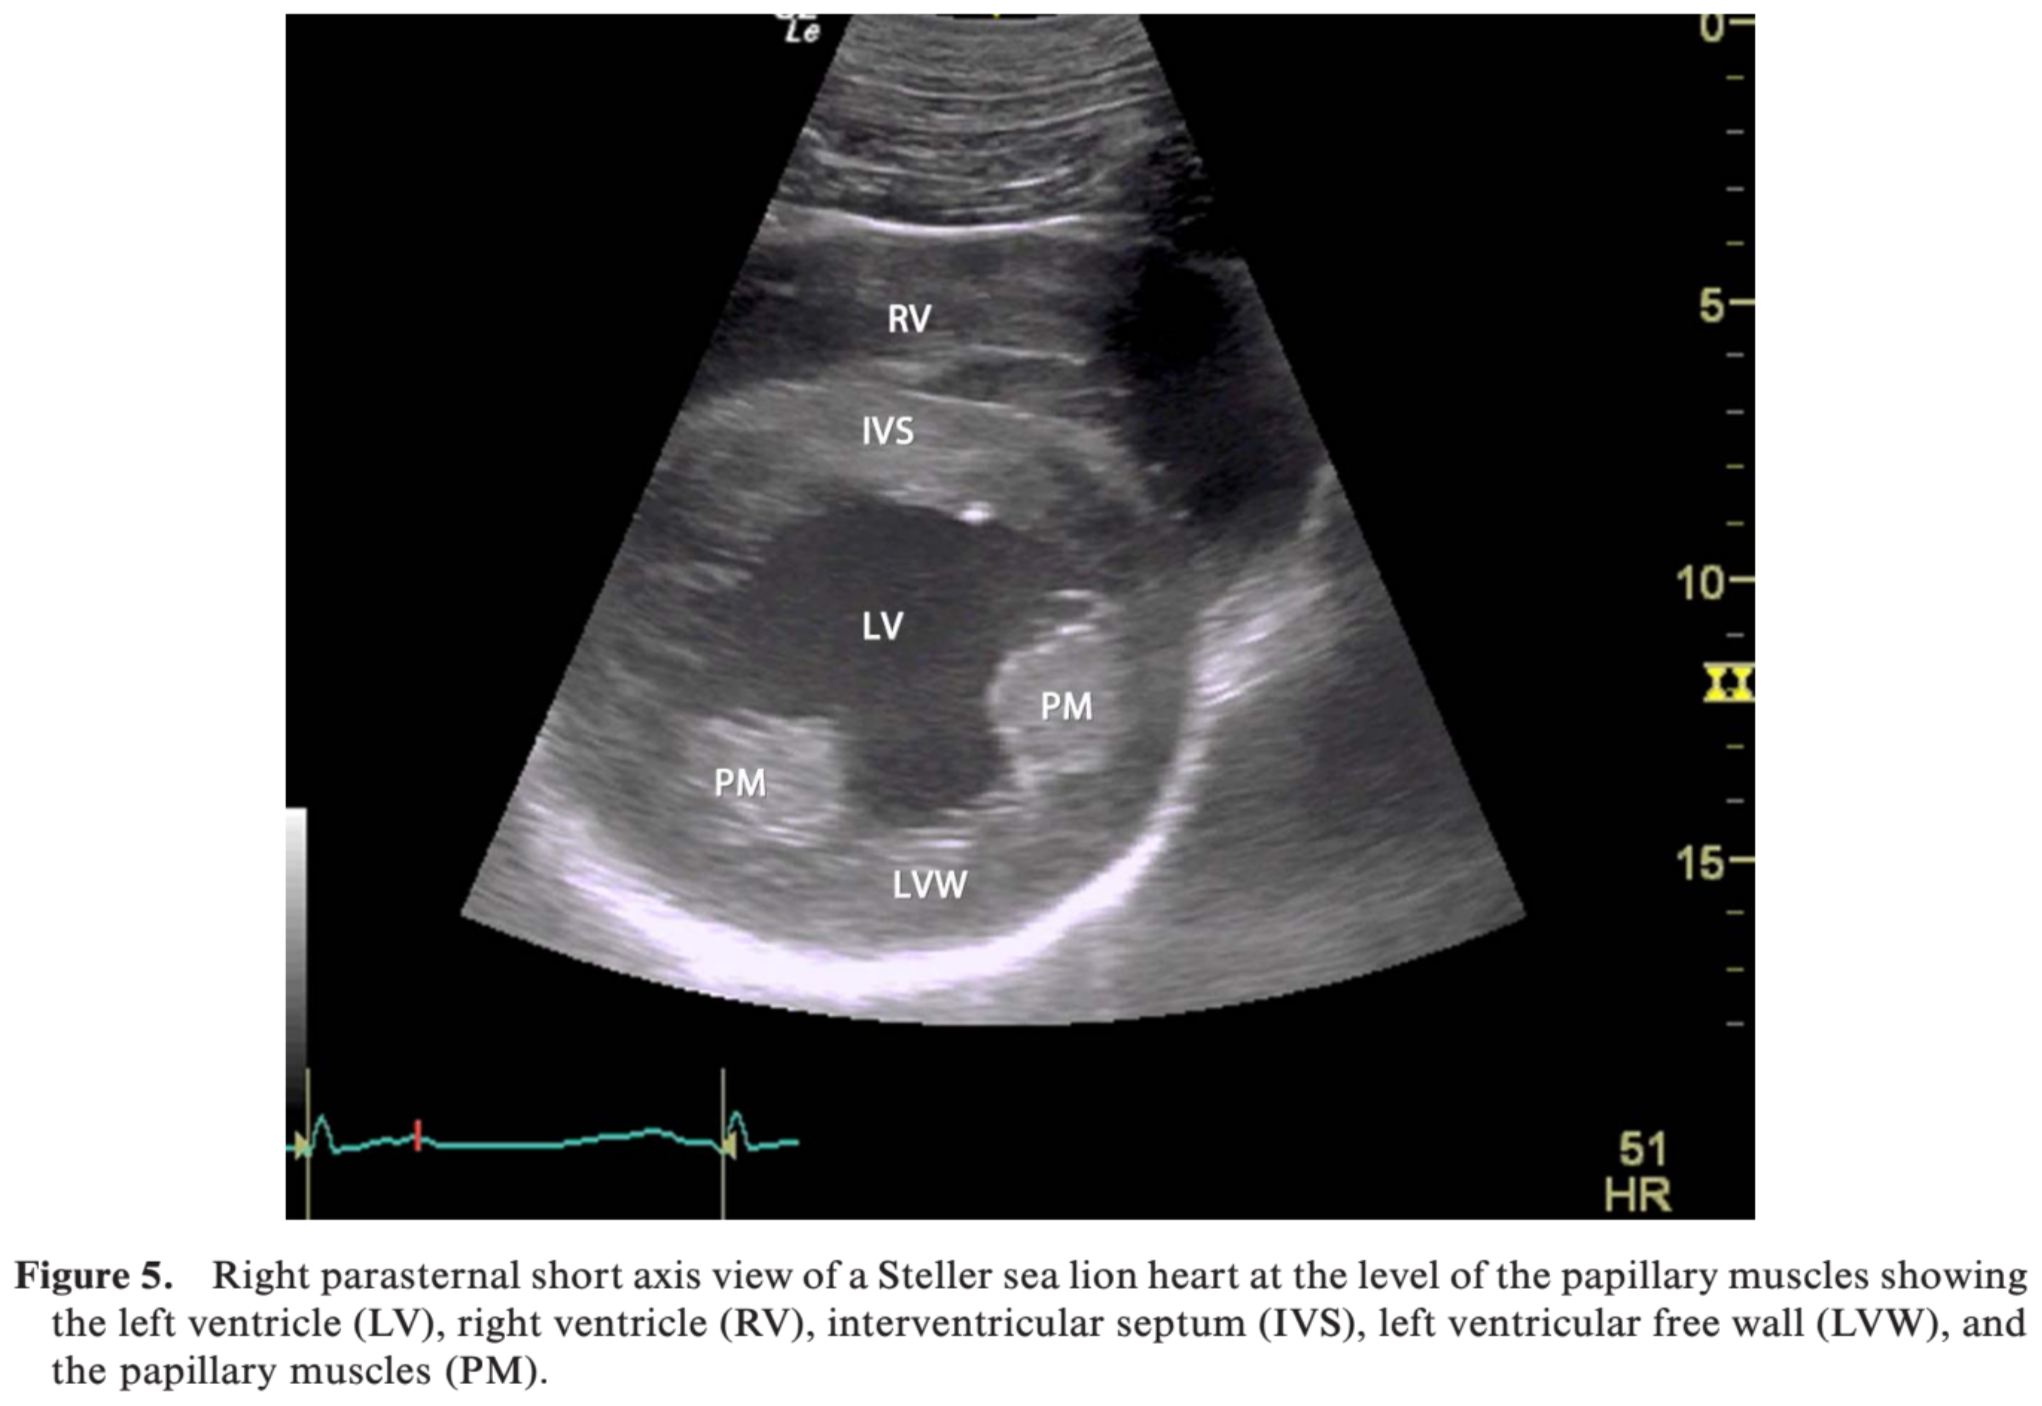 Le
0
5
RV
IVS
10
LV
II
PM
PM
15
LVW
51
HR
Figure 5. Right parasternal short axis view of a Steller sea lion heart at the level of the papillary muscles showing
the left ventricle (LV), right ventricle (RV), interventricular septum (IVS), left ventricular free wall (LVW), and
the papillary muscles (PM).